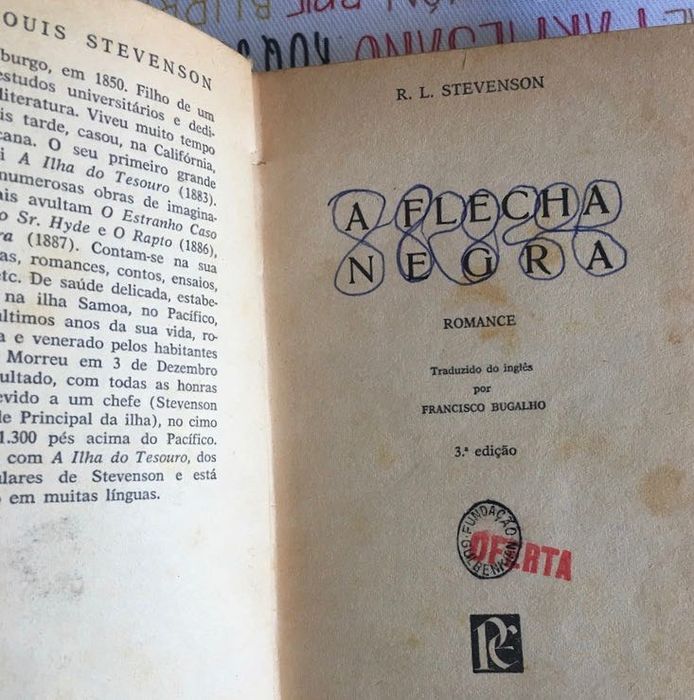 OUIS STEVENSON
burgo, em 1850. Filho de um
estudos universitários e dedi-
literatura. Viveu muito tempo
is tarde, casou, na Califórnia,
cana. O seu primeiro grande
i A Ilha do Tesouro (1883).
numerosas obras de imagina-
ais avultam O Estranho Caso
o Sr. Hyde e O Rapto (1886),
ra (1887). Contam-se na sua
as, romances, contos, ensaios,
etc. De saúde delicada, estabe-
na ilha Samoa, no Pacífico,
últimos anos da sua vida, ro-
a e venerado pelos habitantes
Morreu em 3 de Dezembro
ultado, com todas as honras
evido a um chefe (Stevenson
e Principal da ilha), no cimo
1.300 pés acima do Pacífico.
com A Ilha do Tesouro, dos
ulares de Stevenson e está
o em muitas línguas.
R. L. STEVENSON
A FLECHA
NEGRA
ROMANCE
Traduzido do inglês
por
FRANCISCO BUGALHO
3.ª edição
FUNDAÇÃO
GULBENKIAN
OFERTA